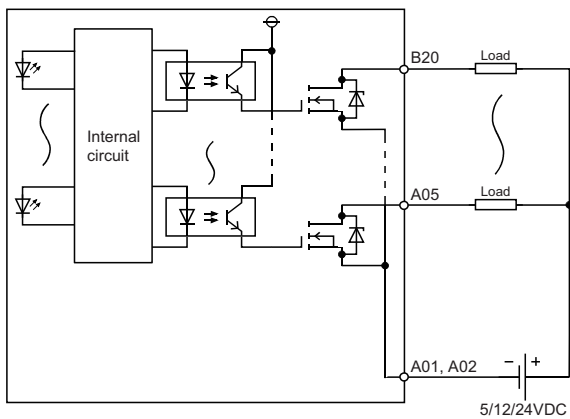 B20
Load
Internal
circuit
A05
Load
A01, A02
− +
5/12/24VDC